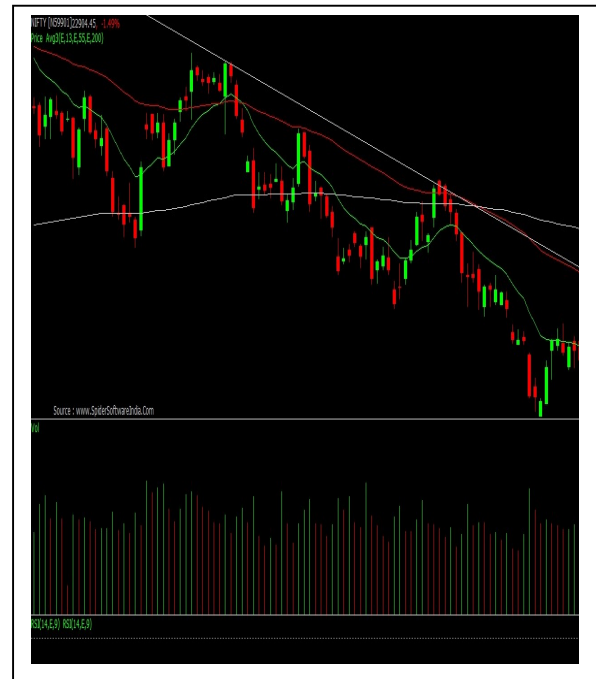 NIFTY [N59901]22904.45, -1.49%
Price Avg3(E,13,E,55,E,200)
Source : www.SpiderSoftwareIndia.Com
Vol
RSI(14,E,9) RSI(14,E,9)